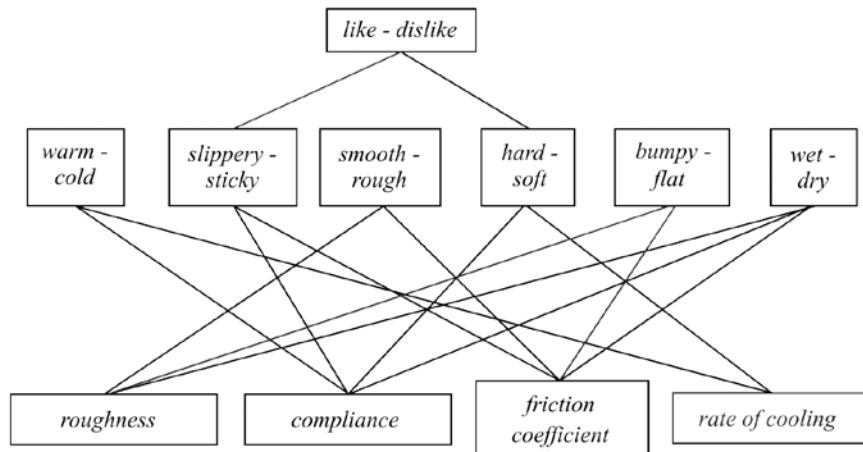 like - dislike
warm -
cold
slippery -
sticky
smooth -
rough
hard -
soft
bumpy -
flat
wet -
dry
roughness
compliance
friction
coefficient
rate of cooling